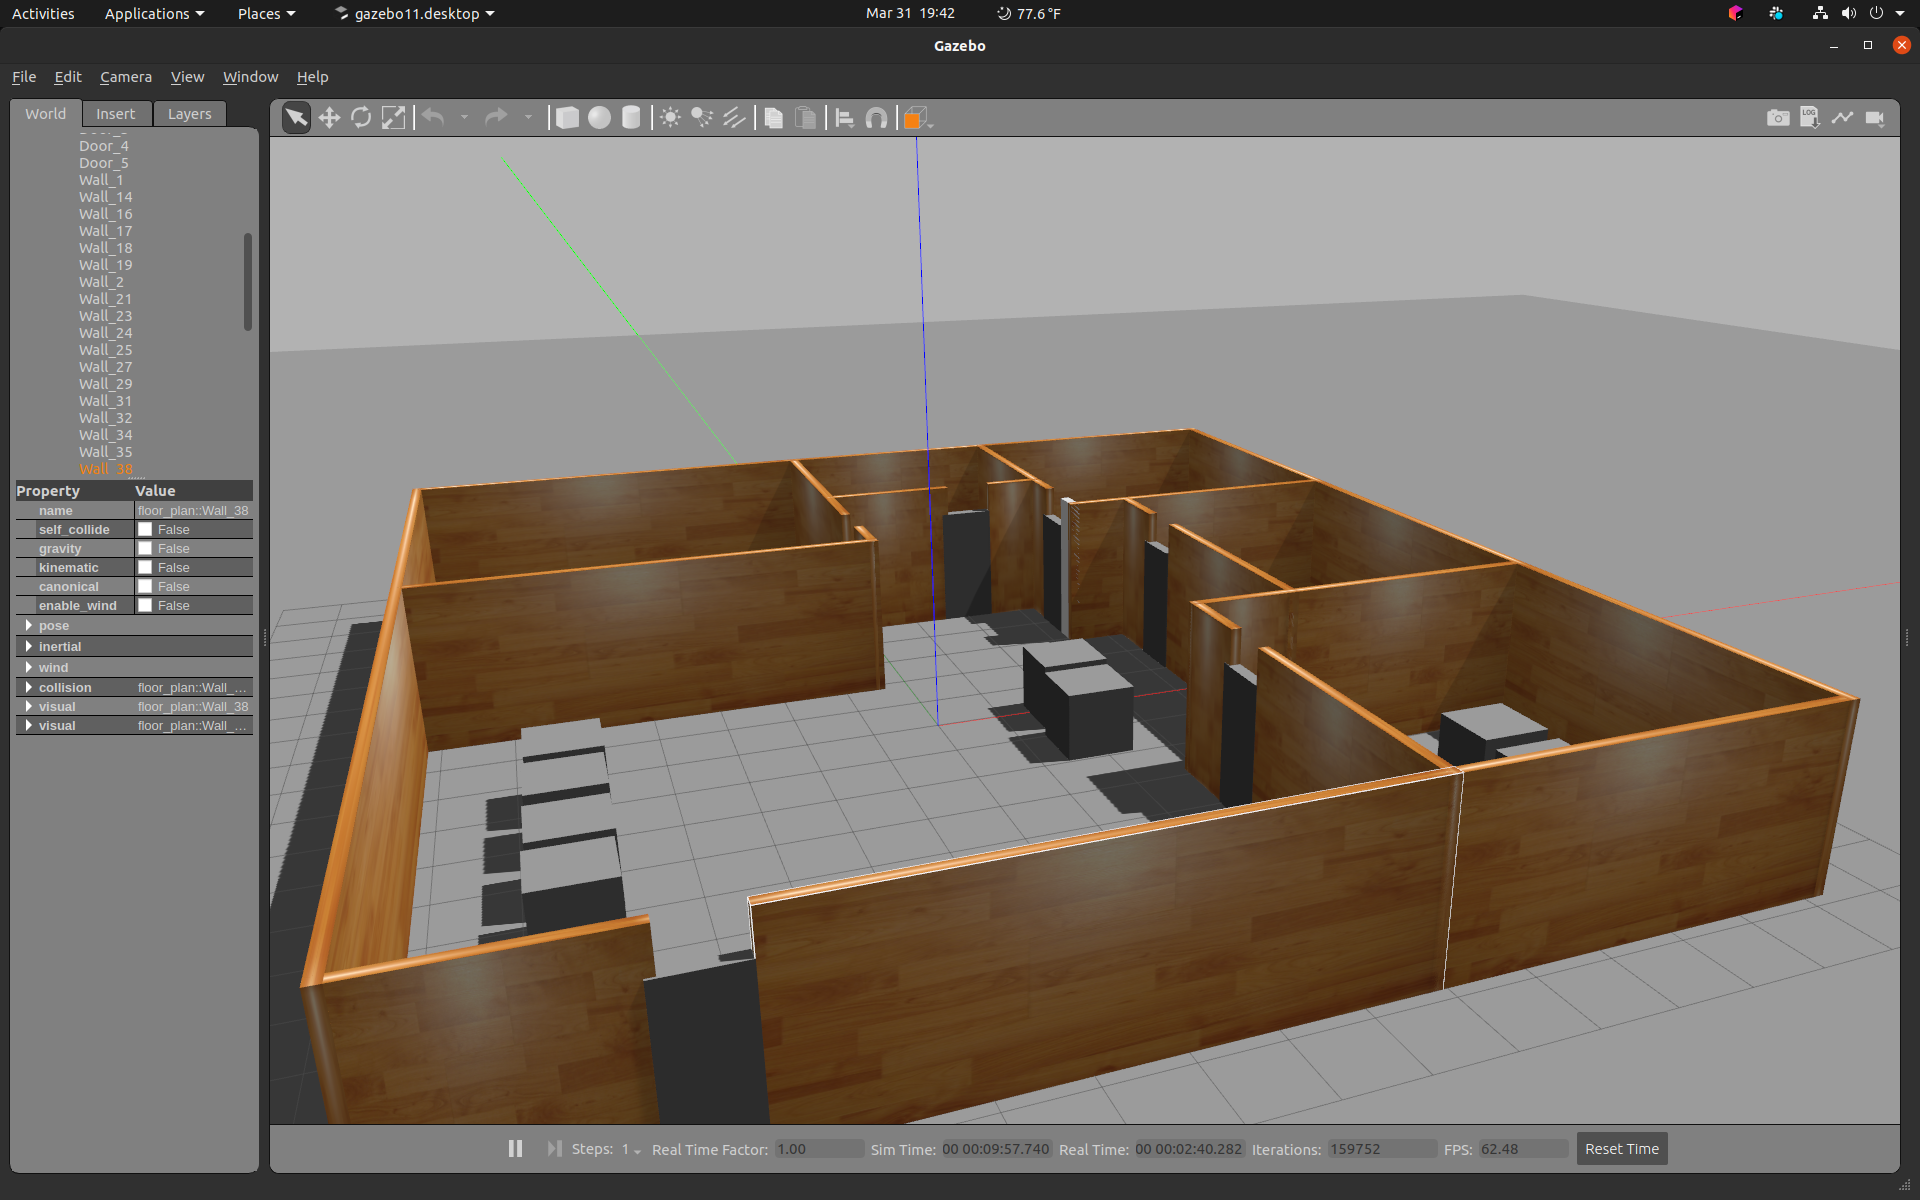 Activities Applications Places gazebo11.desktop Mar 31 19:42 77.6 °F
Gazebo
File Edit Camera View Window Help
World Insert Layers
LOG
Door_4
Door_5
Wall_1
Wall_14
Wall_16
Wall_17
Wall_18
Wall_19
Wall_2
Wall_21
Wall_23
Wall_24
Wall_25
Wall_27
Wall_29
Wall_31
Wall_32
Wall_34
Wall_35
Wall_38
Property Value
name floor_plan::Wall_38
self_collide False
gravity False
kinematic False
canonical False
enable_wind False
pose
inertial
wind
collision floor_plan::Wall_...
visual floor_plan::Wall_38
visual floor_plan::Wall_...
Steps: 1 Real Time Factor: 1.00 Sim Time: 00 00:09:57.740 Real Time: 00 00:02:40.282 Iterations: 159752 FPS: 62.48 Reset Time